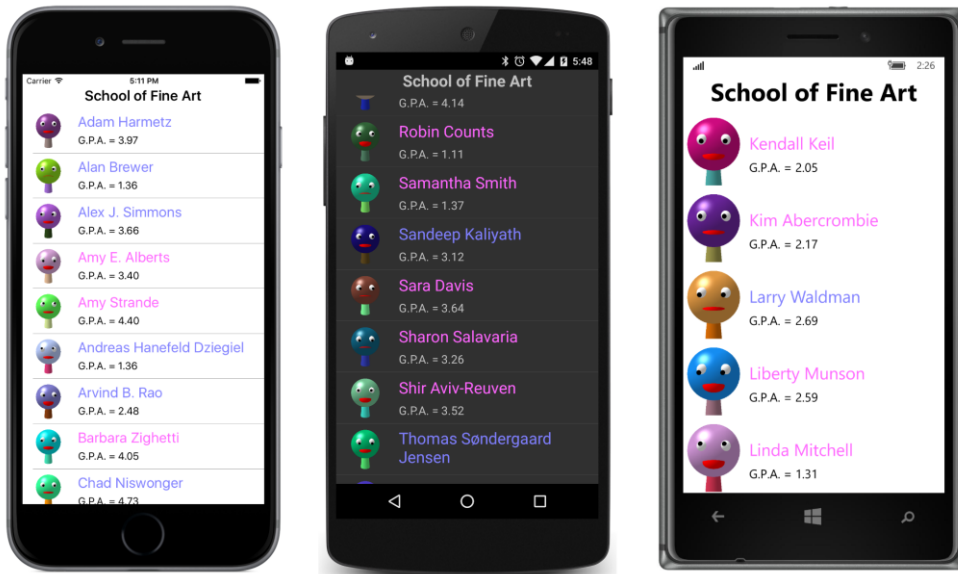 Carrier 5:11 PM
School of Fine Art
Adam Harmetz
G.P.A. = 3.97
Alan Brewer
G.P.A. = 1.36
Alex J. Simmons
G.P.A. = 3.66
Amy E. Alberts
G.P.A. = 3.40
Amy Strande
G.P.A. = 4.40
Andreas Hanefeld Dziegiel
G.P.A. = 1.36
Arvind B. Rao
G.P.A. = 2.48
Barbara Zighetti
G.P.A. = 4.05
Chad Niswonger
G.P.A. = 4.73
5:48
School of Fine Art
G.P.A. = 4.14
Robin Counts
G.P.A. = 1.11
Samantha Smith
G.P.A. = 1.37
Sandeep Kaliyath
G.P.A. = 3.12
Sara Davis
G.P.A. = 3.64
Sharon Salavaria
G.P.A. = 3.26
Shir Aviv-Reuven
G.P.A. = 3.52
Thomas Søndergaard
Jensen
2:26
School of Fine Art
Kendall Keil
G.P.A. = 2.05
Kim Abercrombie
G.P.A. = 2.17
Larry Waldman
G.P.A. = 2.69
Liberty Munson
G.P.A. = 2.59
Linda Mitchell
G.P.A. = 1.31